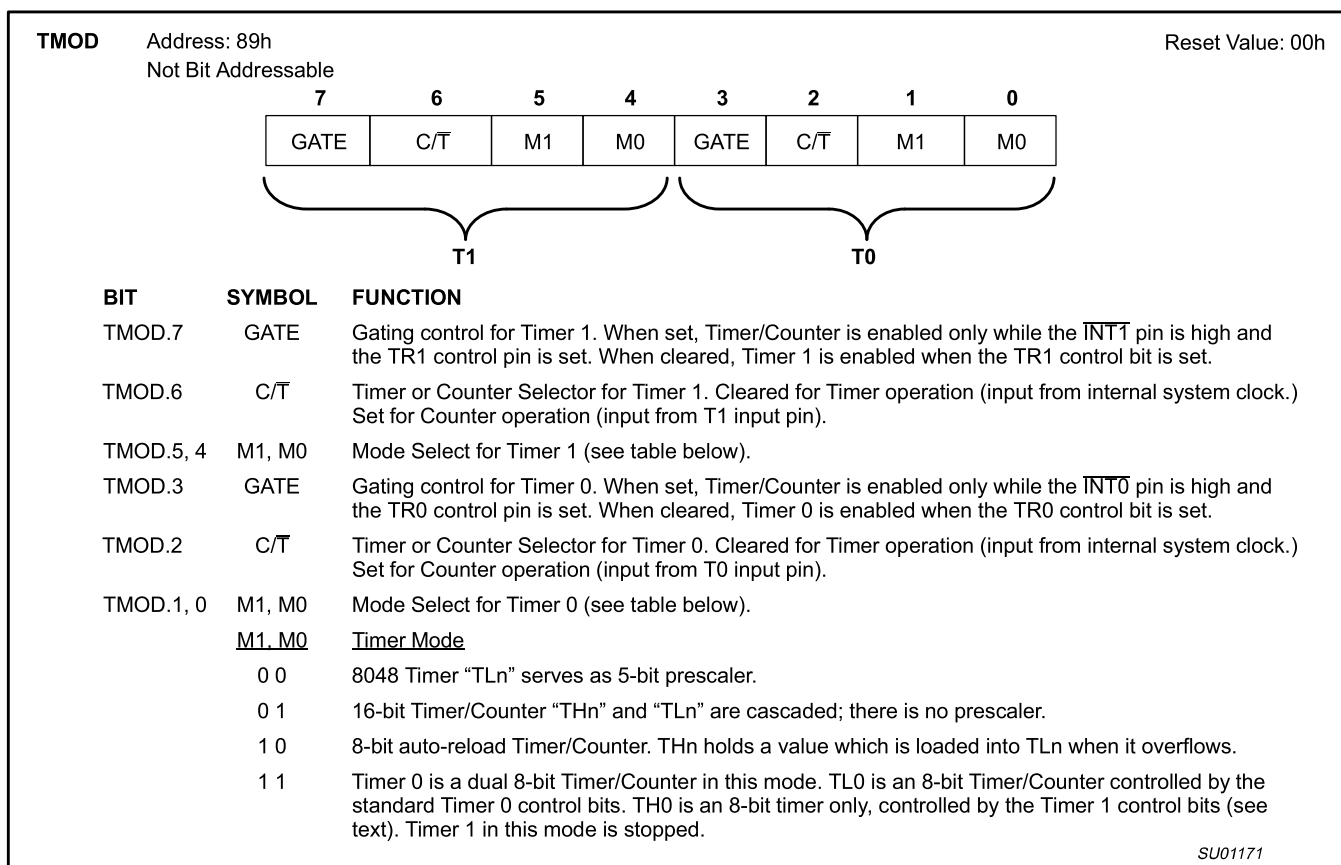 TMOD Address: 89h Reset Value: 00h
Not Bit Addressable
7 6 5 4 3 2 1 0
GATE C/T̅ M1 M0 GATE C/T̅ M1 M0
T1 T0
BIT SYMBOL FUNCTION
TMOD.7 GATE Gating control for Timer 1. When set, Timer/Counter is enabled only while the I̅N̅T̅1̅ pin is high and
the TR1 control pin is set. When cleared, Timer 1 is enabled when the TR1 control bit is set.
TMOD.6 C/T̅ Timer or Counter Selector for Timer 1. Cleared for Timer operation (input from internal system clock.)
Set for Counter operation (input from T1 input pin).
TMOD.5, 4 M1, M0 Mode Select for Timer 1 (see table below).
TMOD.3 GATE Gating control for Timer 0. When set, Timer/Counter is enabled only while the I̅N̅T̅0̅ pin is high and
the TR0 control pin is set. When cleared, Timer 0 is enabled when the TR0 control bit is set.
TMOD.2 C/T̅ Timer or Counter Selector for Timer 0. Cleared for Timer operation (input from internal system clock.)
Set for Counter operation (input from T0 input pin).
TMOD.1, 0 M1, M0 Mode Select for Timer 0 (see table below).
M1, M0 Timer Mode
0 0 8048 Timer “TLn” serves as 5-bit prescaler.
0 1 16-bit Timer/Counter “THn” and “TLn” are cascaded; there is no prescaler.
1 0 8-bit auto-reload Timer/Counter. THn holds a value which is loaded into TLn when it overflows.
1 1 Timer 0 is a dual 8-bit Timer/Counter in this mode. TL0 is an 8-bit Timer/Counter controlled by the
standard Timer 0 control bits. TH0 is an 8-bit timer only, controlled by the Timer 1 control bits (see
text). Timer 1 in this mode is stopped.
SU01171